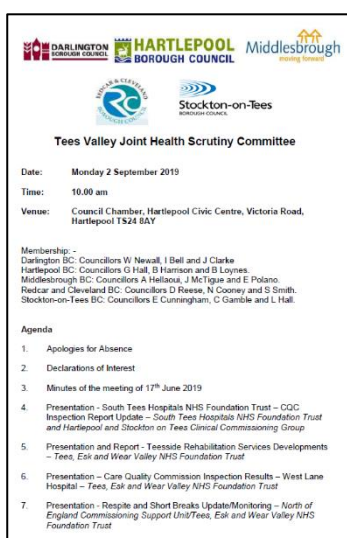 DARLINGTON
BOROUGH COUNCIL
HARTLEPOOL
BOROUGH COUNCIL
Middlesbrough
moving forward
REDCAR & CLEVELAND
BOROUGH COUNCIL
RC
Stockton-on-Tees
BOROUGH COUNCIL
Tees Valley Joint Health Scrutiny Committee
Date: Monday 2 September 2019
Time: 10.00 am
Venue: Council Chamber, Hartlepool Civic Centre, Victoria Road,
Hartlepool TS24 8AY
Membership: -
Darlington BC: Councillors W Newall, I Bell and J Clarke
Hartlepool BC: Councillors G Hall, B Harrison and B Loynes.
Middlesbrough BC: Councillors A Hellaoui, J McTigue and E Polano.
Redcar and Cleveland BC: Councillors D Reese, N Cooney and S Smith.
Stockton-on-Tees BC: Councillors E Cunningham, C Gamble and L Hall.
Agenda
1. Apologies for Absence
2. Declarations of Interest
3. Minutes of the meeting of 17th June 2019
4. Presentation - South Tees Hospitals NHS Foundation Trust – CQC
Inspection Report Update – South Tees Hospitals NHS Foundation Trust
and Hartlepool and Stockton on Tees Clinical Commissioning Group
5. Presentation and Report - Teesside Rehabilitation Services Developments
– Tees, Esk and Wear Valley NHS Foundation Trust
6. Presentation – Care Quality Commission Inspection Results – West Lane
Hospital – Tees, Esk and Wear Valley NHS Foundation Trust
7. Presentation - Respite and Short Breaks Update/Monitoring – North of
England Commissioning Support Unit/Tees, Esk and Wear Valley NHS
Foundation Trust